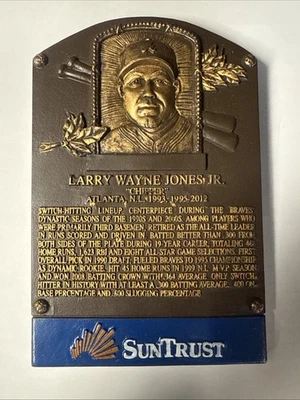 LARRY WAYNE JONES, JR.
"CHIPPER"
ATLANTA, N.L., 1993, 1995-2012
SWITCH-HITTING LINEUP CENTERPIECE DURING THE BRAVES'
DYNASTIC SEASONS OF THE 1990S AND 2000S. AMONG PLAYERS WHO
WERE PRIMARILY THIRD BASEMEN, RETIRED AS THE ALL-TIME LEADER
IN RUNS SCORED AND DRIVEN IN. BATTED BETTER THAN .300 FROM
BOTH SIDES OF THE PLATE DURING 19-YEAR CAREER, TOTALING 468
HOME RUNS, 1,623 RBI AND EIGHT ALL-STAR GAME SELECTIONS. FIRST
OVERALL PICK IN 1990 DRAFT, FUELED BRAVES TO 1995 CHAMPIONSHIP
AS DYNAMIC ROOKIE. HIT 45 HOME RUNS IN 1999 N.L. M.V.P. SEASON
AND WON 2008 BATTING CROWN WITH .364 AVERAGE. ONLY SWITCH-
HITTER IN HISTORY WITH AT LEAST A .300 BATTING AVERAGE, .400 ON-
BASE PERCENTAGE AND .500 SLUGGING PERCENTAGE.
SUNTRUST